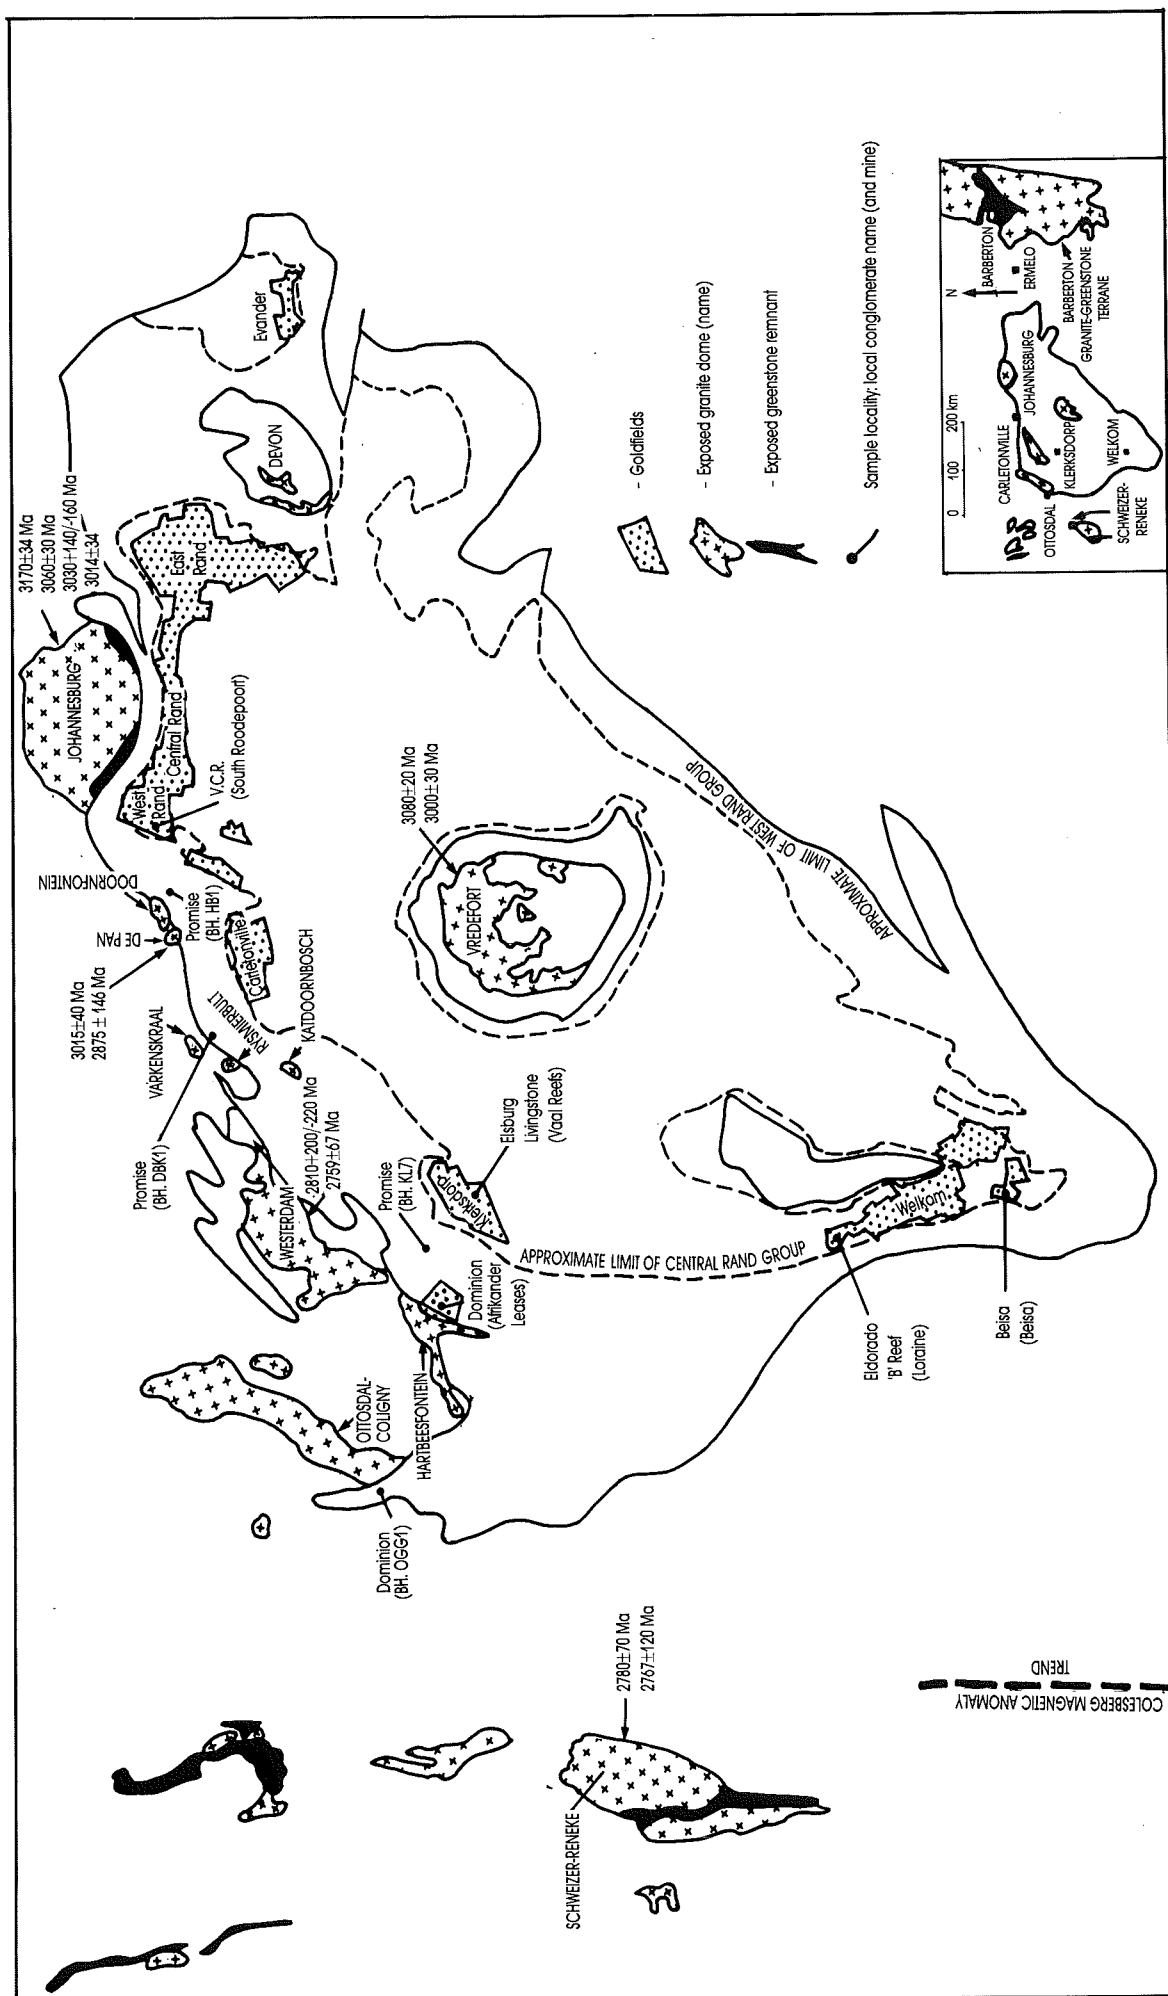 3170±34 Ma
3060±30 Ma
3030+140/-160 Ma
3014±34
JOHANNESBURG
Evander
DEVON
East
Rand
Central Rand
West
Rand
V.C.R.
(South Roodepoort)
DOORNFONTEIN
Promise
(BH. HB1)
DE PAN
3015±40 Ma
2875±146 Ma
Carletonville
VARKENSKRAAL
RYSMIERBULT
KATDOORNBOSCH
Promise
(BH. DBK1)
WESTERDAM
2810+200/-220 Ma
2759±67 Ma
Promise
(BH. KL7)
Klerksdorp
Elsburg
Livingstone
(Vaal Reefs)
Dominion
(Afrikander
Leases)
HARTBEESFONTEIN
OTTOSDAL-
COLIGNY
Dominion
(BH. OGG1)
3080±20 Ma
3000±30 Ma
VREDEFORT
APPROXIMATE LIMIT OF WEST RAND GROUP
APPROXIMATE
APPROXIMATE LIMIT OF CENTRAL RAND GROUP
Welkom
Eldorado
'B' Reef
(Loraine)
Beisa
(Beisa)
SCHWEIZER-RENEKE
2780±70 Ma
2767±120 Ma
COLESBERG MAGNETIC ANOMALY
TREND
- Goldfields
- Exposed granite dome (name)
- Exposed greenstone remnant
Sample locality: local conglomerate name (and mine)
0 100 200 km
N
BARBERTON
ERMELO
BARBERTON
GRANITE-GREENSTONE
TERRANE
CARLETONVILLE
JOHANNESBURG
OTTOSDAL
KLERKSDORP
WELKOM
SCHWEIZER-
RENEKE